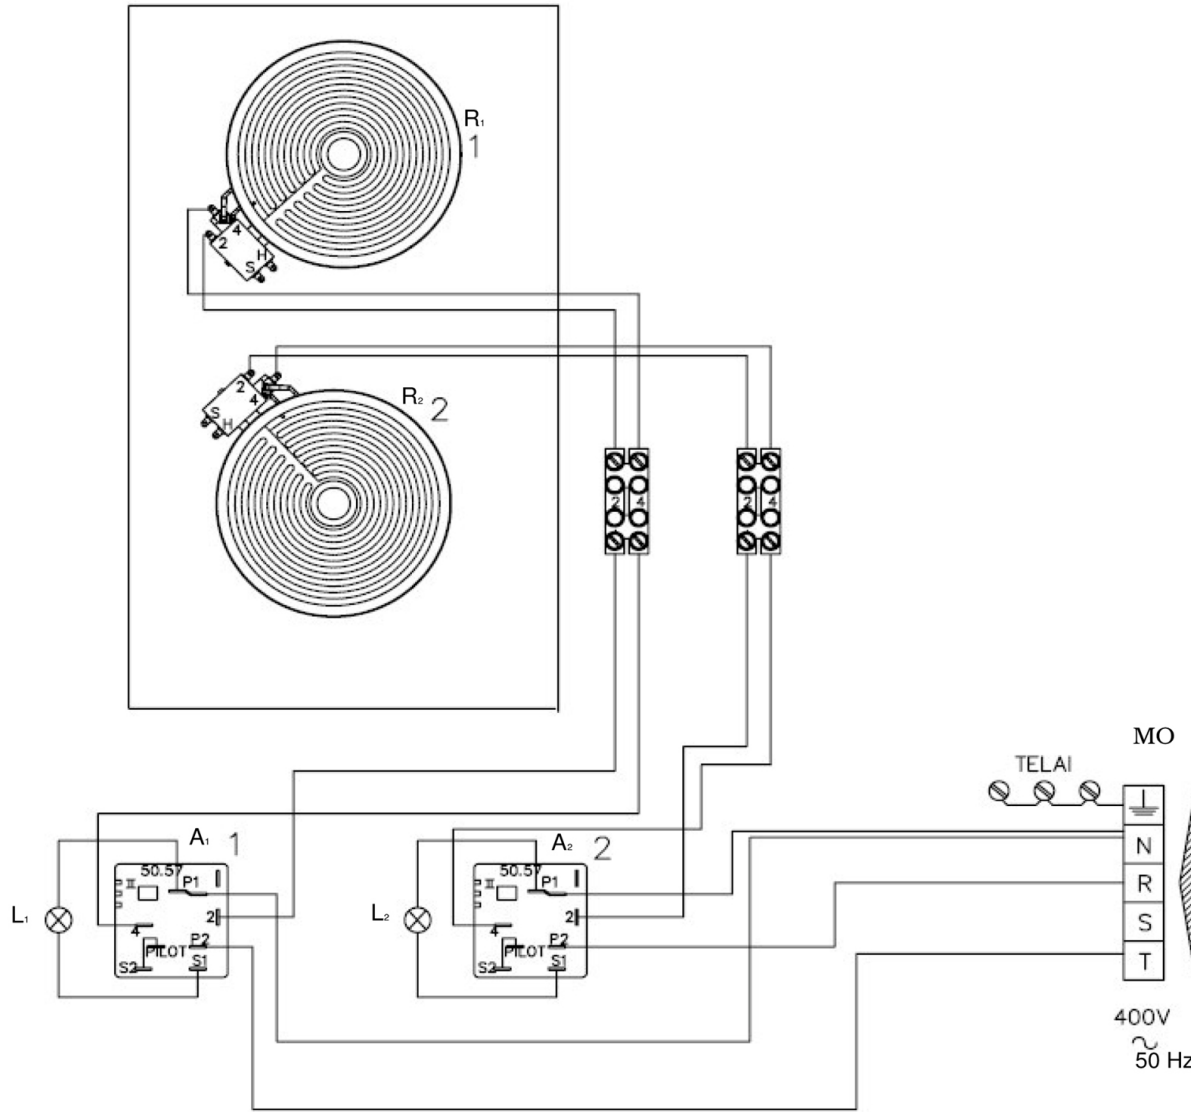 R₁
1
4
2
H
S
R₂
2
2
4
S
H
2 4
2 4
MO
TELAI
A₁
1
A₂
2
N
50.57
II
P1
I
50.57
II
P1
I
R
L₁
2
L₂
2
S
4
4
PILOT
P2
PILOT
P2
T
S2
S1
S2
S1
400V
50 Hz